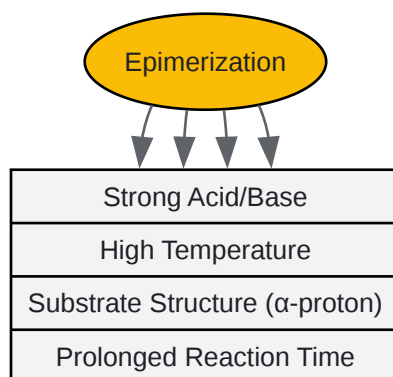 Epimerization
Strong Acid/Base
High Temperature
Substrate Structure (α-proton)
Prolonged Reaction Time